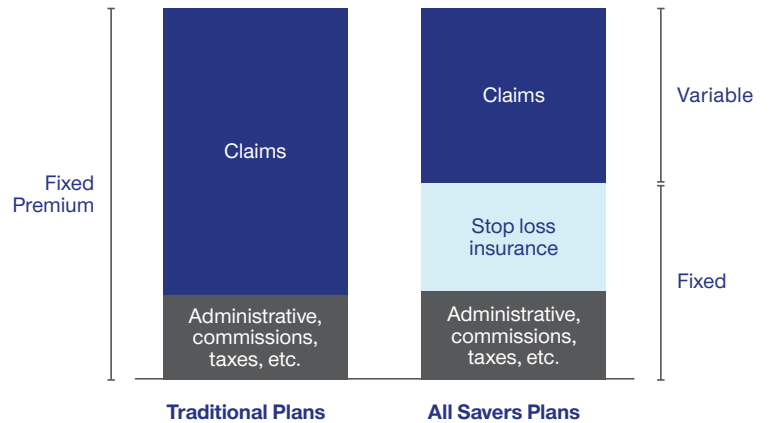 Fixed
Premium
Claims
Administrative,
commissions,
taxes, etc.
Traditional Plans
Claims
Stop loss
insurance
Administrative,
commissions,
taxes, etc.
All Savers Plans
Variable
Fixed